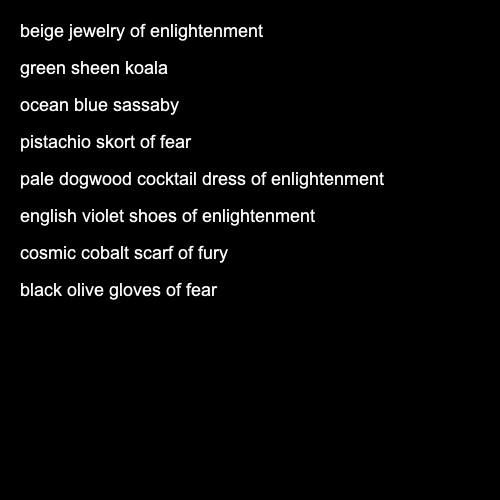 beige jewelry of enlightenment
green sheen koala
ocean blue sassaby
pistachio skort of fear
pale dogwood cocktail dress of enlightenment
english violet shoes of enlightenment
cosmic cobalt scarf of fury
black olive gloves of fear